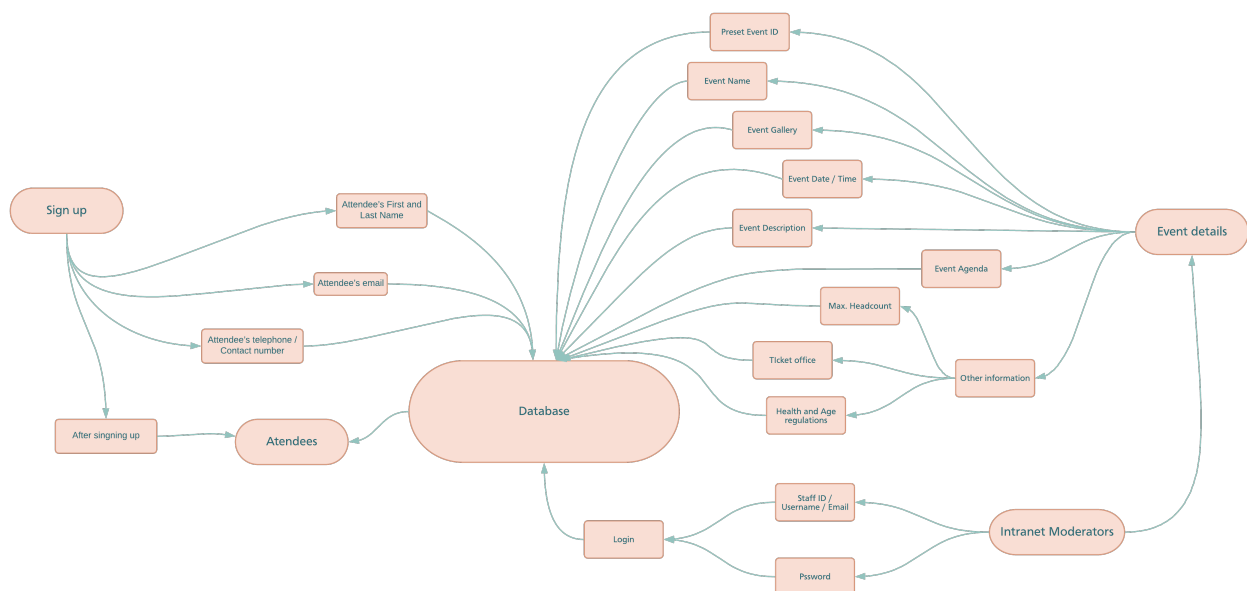 Preset Event ID
Event Name
Event Gallery
Event Date / Time
Event Description
Event details
Event Agenda
Max. Headcount
TIcket office
Other information
Health and Age
regulations
Sign up
Attendee's First and
Last Name
Attendee's email
Attendee's telephone /
Contact number
After singning up
Atendees
Database
Staff ID /
Username / Email
Login
Intranet Moderators
Pssword